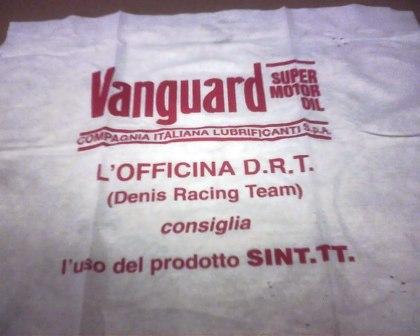 Vanguard SUPER MOTOR OIL
COMPAGNIA ITALIANA LUBRIFICANTI S.p.A.
L'OFFICINA D.R.T.
(Denis Racing Team)
consiglia
l'uso del prodotto SINT.TT.